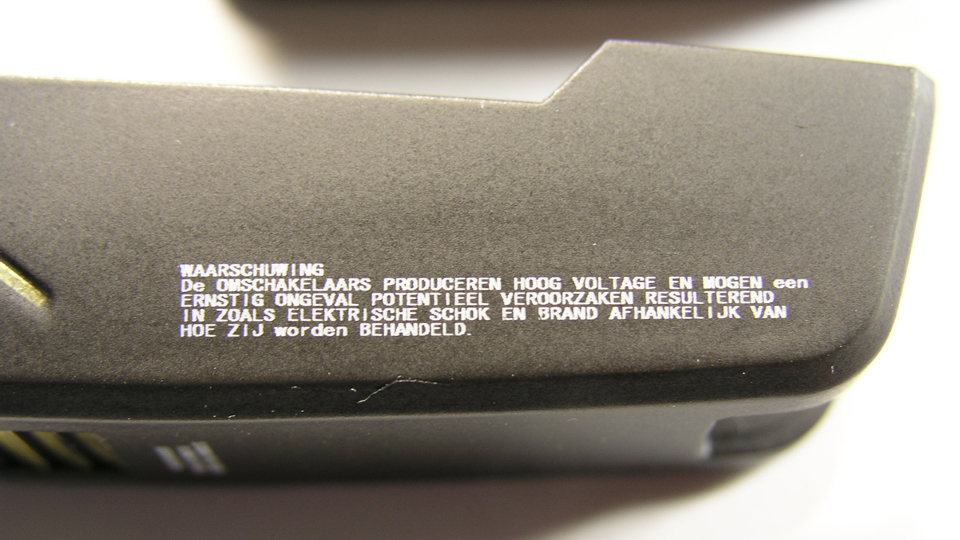 WAARSCHUWING
De OMSCHAKELAARS PRODUCEREN HOOG VOLTAGE EN MOGEN een
ERNSTIG ONGEVAL POTENTIEEL VEROORZAKEN RESULTEREND
IN ZOALS ELEKTRISCHE SCHOK EN BRAND AFHANKELIJK VAN
HOE ZIJ worden BEHANDELD.